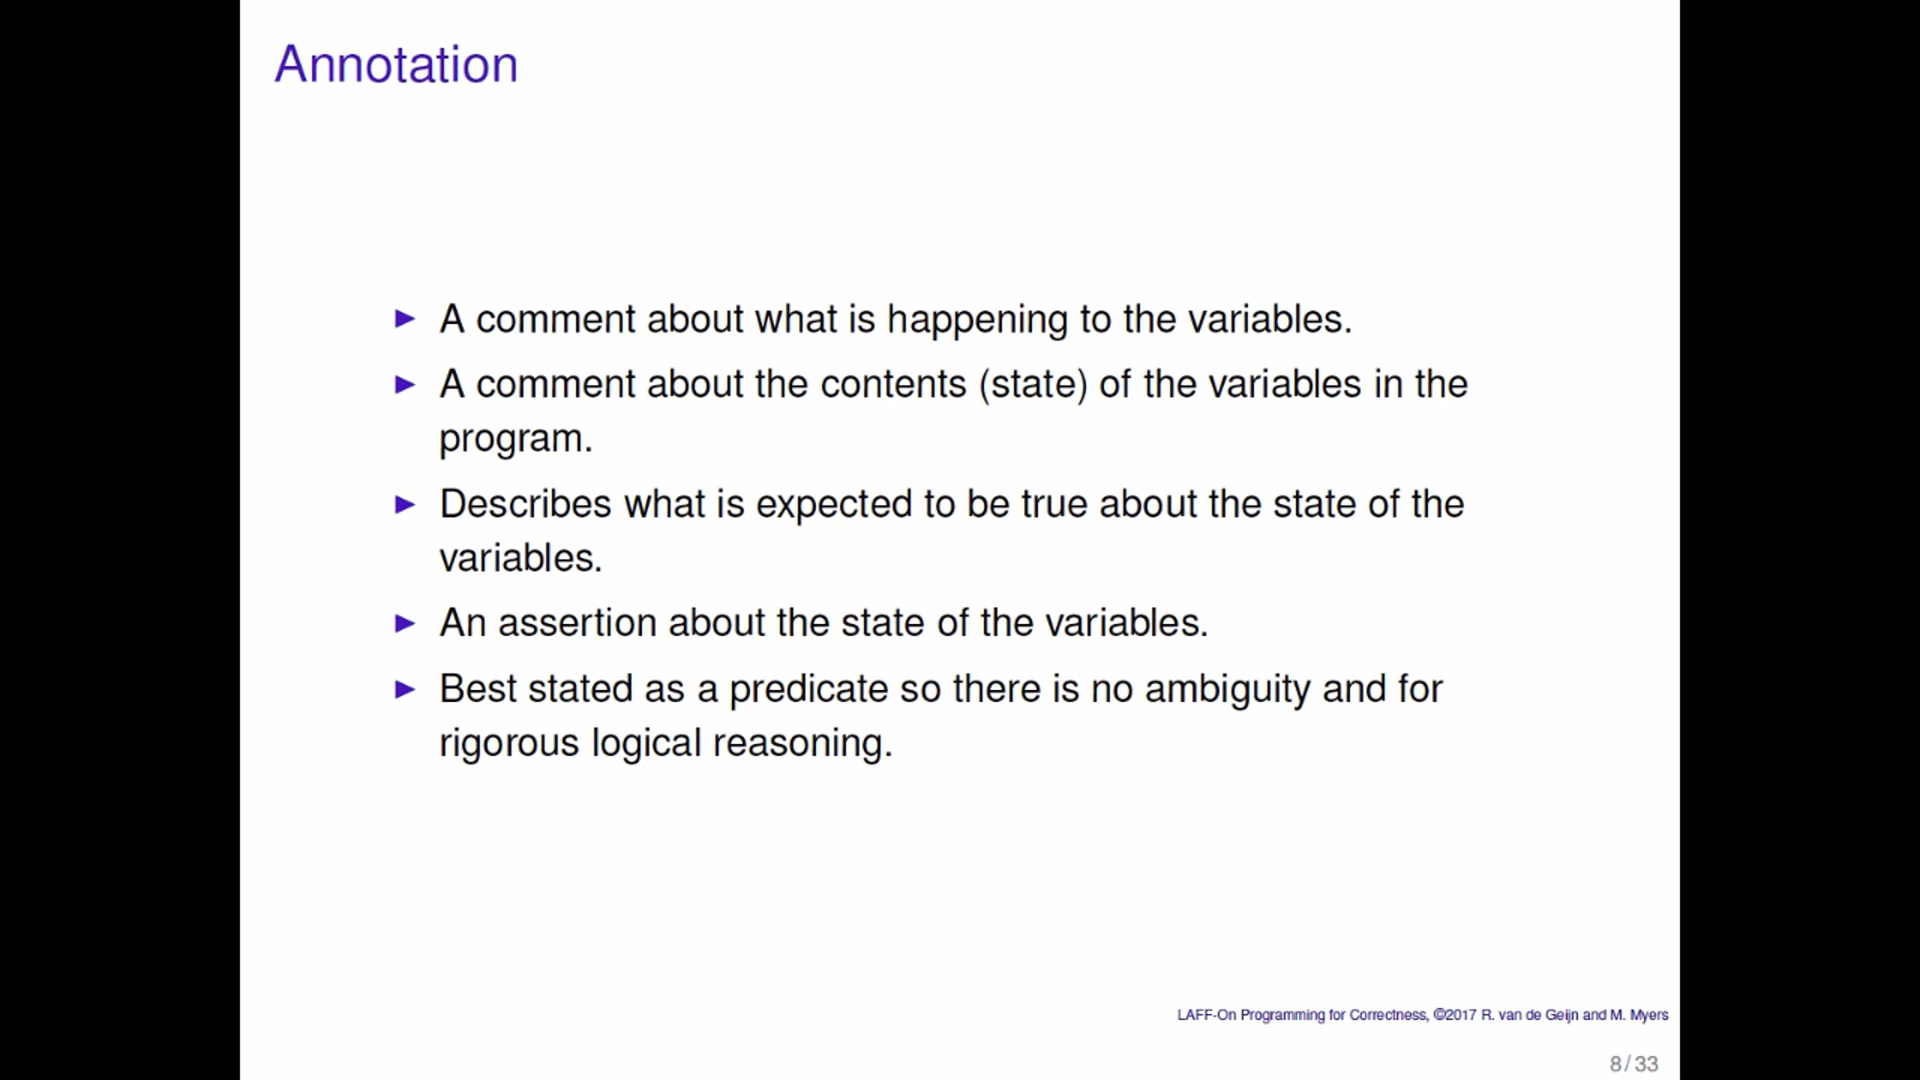 Annotation
A comment about what is happening to the variables.
A comment about the contents (state) of the variables in the
program.
Describes what is expected to be true about the state of the
variables.
An assertion about the state of the variables.
Best stated as a predicate so there is no ambiguity and for
rigorous logical reasoning.
LAFF-On Programming for Correctness, ©2017 R. van de Geijn and M. Myers
8/33